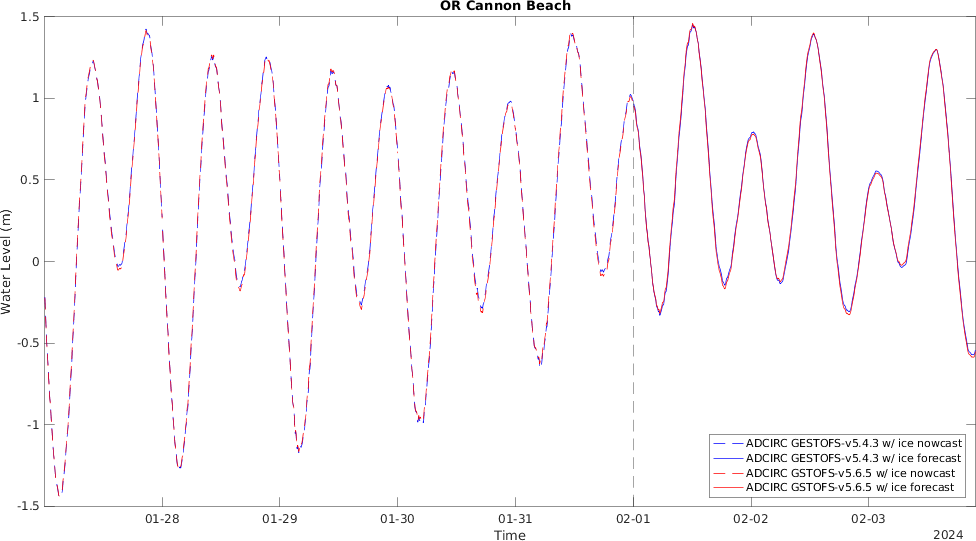 OR Cannon Beach
1.5
1
0.5
0
-0.5
-1
-1.5
Water Level (m)
01-28 01-29 01-30 01-31 02-01 02-02 02-03
Time
2024
ADCIRC GESTOFS-v5.4.3 w/ ice nowcast
ADCIRC GESTOFS-v5.4.3 w/ ice forecast
ADCIRC GSTOFS-v5.6.5 w/ ice nowcast
ADCIRC GSTOFS-v5.6.5 w/ ice forecast